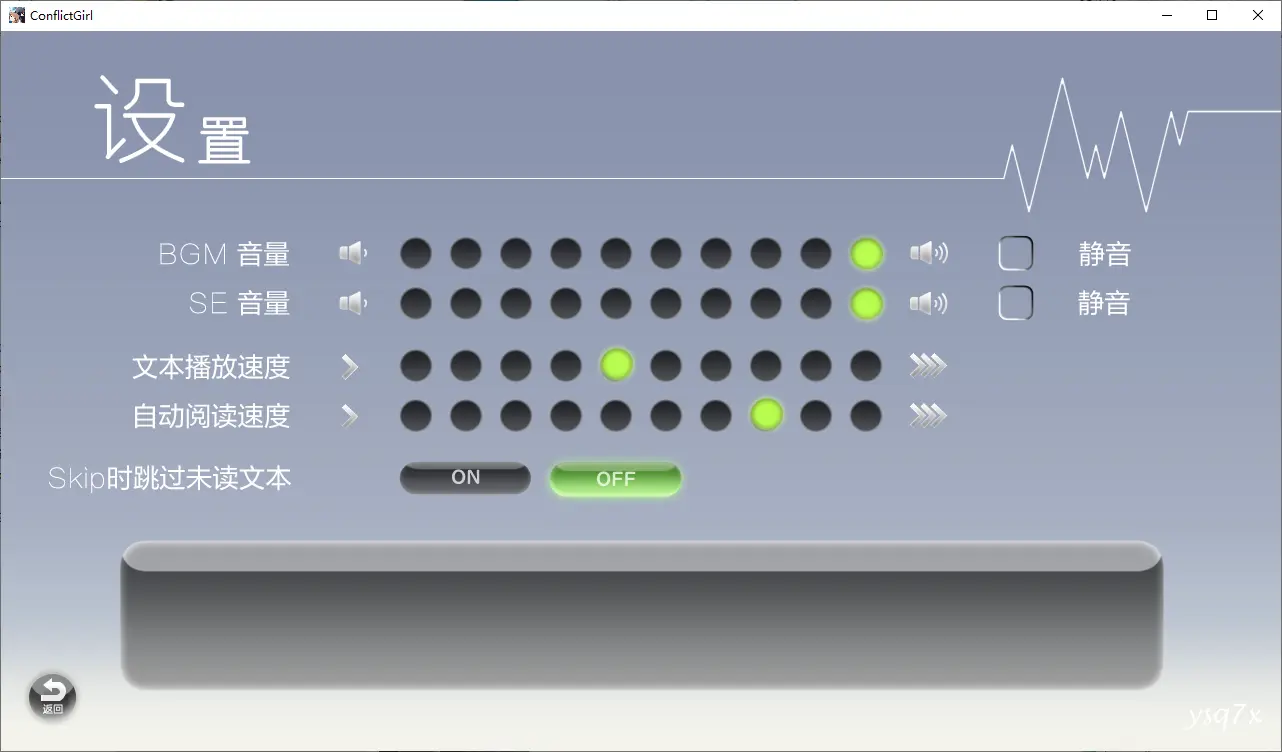 ConflictGirl
设置
BGM 音量 静音
SE 音量 静音
文本播放速度
自动阅读速度
Skip时跳过未读文本 ON OFF
返回
ysq7x